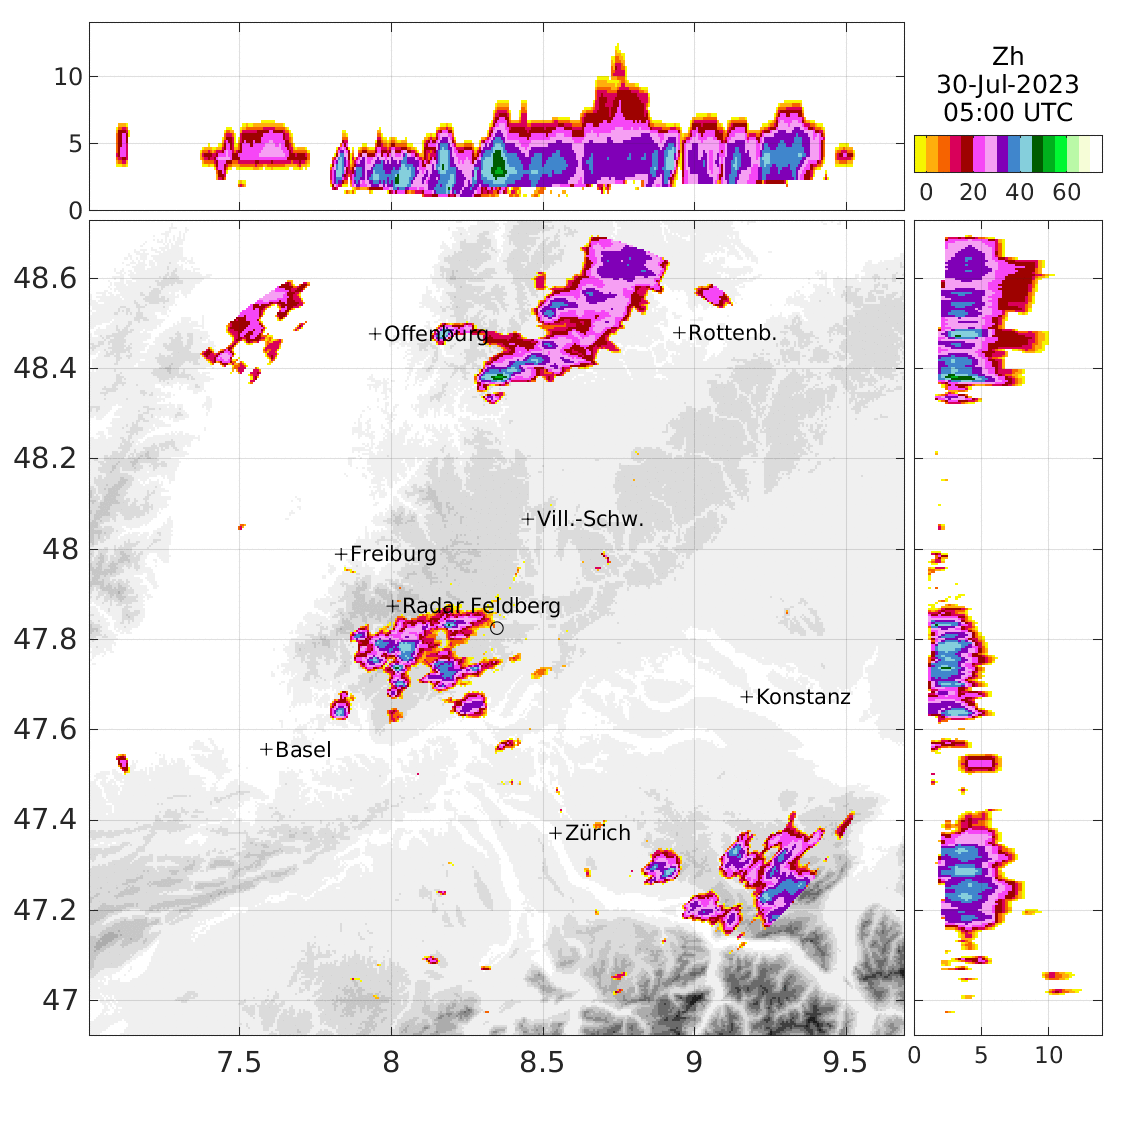 10
5
0
Zh
30-Jul-2023
05:00 UTC
0 20 40 60
48.6
48.4
48.2
48
47.8
47.6
47.4
47.2
47
Offenburg
Rottenb.
Vill.-Schw.
Freiburg
Radar Feldberg
Konstanz
Basel
Zürich
7.5 8 8.5 9 9.5
0 5 10